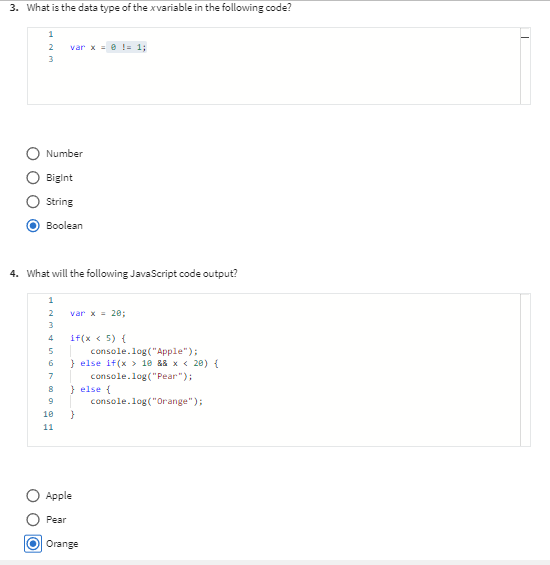 3. What is the data type of the x variable in the following code?
1
2 var x = 0 != 1;
3
Number
BigInt
String
Boolean
4. What will the following JavaScript code output?
1
2 var x = 20;
3
4 if(x < 5) {
5 console.log("Apple");
6 } else if(x > 10 && x < 20) {
7 console.log("Pear");
8 } else {
9 console.log("Orange");
10 }
11
Apple
Pear
Orange